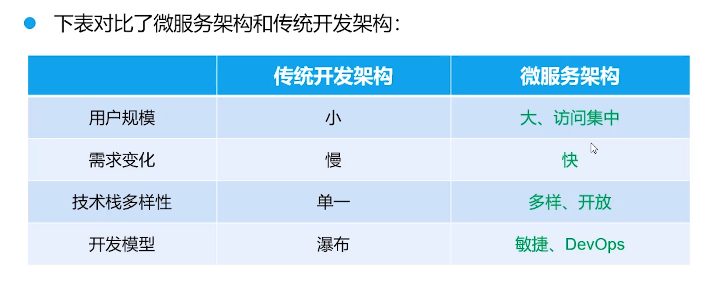 下表对比了微服务架构和传统开发架构：
传统开发架构 微服务架构
用户规模 小 大、访问集中
需求变化 慢 快
技术栈多样性 单一 多样、开放
开发模型 瀑布 敏捷、DevOps